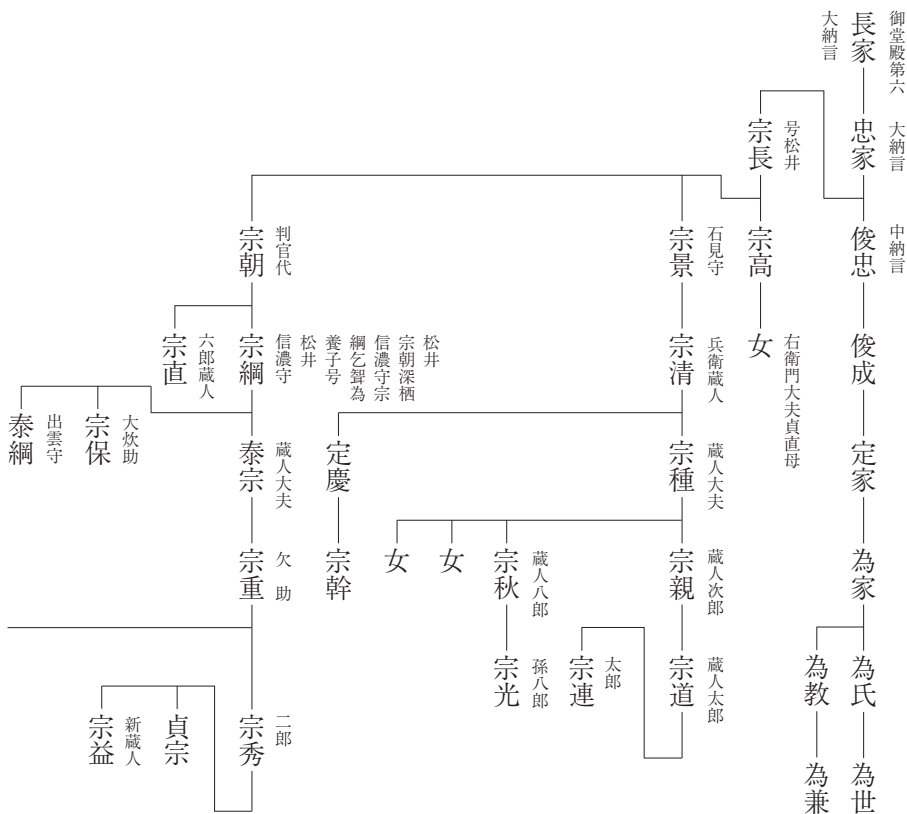 御堂殿第六
長家
大納言
大納言
忠家
中納言
俊忠
俊成
定家
為家
為氏
為世
為教
為兼
号松井
宗長
宗高
右衛門大夫貞直母
女
石見守
宗景
兵衛蔵人
宗清
蔵人大夫
宗種
蔵人次郎
宗親
蔵人太郎
宗道
太郎
宗連
蔵人八郎
宗秋
孫八郎
宗光
女
女
松井
宗朝深栖
信濃守宗
綱乞聟為
養子号
松井
定慶
宗幹
判官代
宗朝
宗綱
信濃守
蔵人大夫
泰宗
欠 助
宗重
二郎
宗秀
貞宗
新蔵人
宗益
六郎蔵人
宗直
大炊助
宗保
出雲守
泰綱